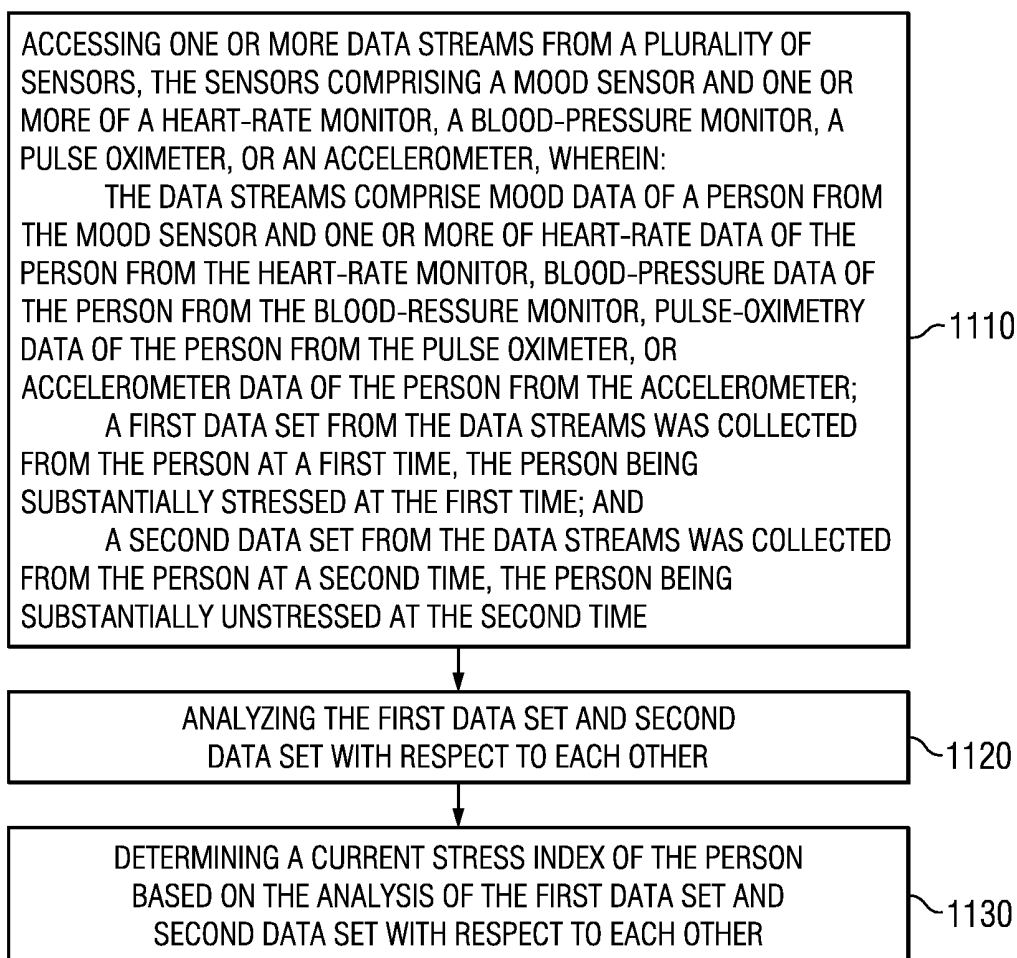 ACCESSING ONE OR MORE DATA STREAMS FROM A PLURALITY OF
SENSORS, THE SENSORS COMPRISING A MOOD SENSOR AND ONE OR
MORE OF A HEART-RATE MONITOR, A BLOOD-PRESSURE MONITOR, A
PULSE OXIMETER, OR AN ACCELEROMETER, WHEREIN:
THE DATA STREAMS COMPRISE MOOD DATA OF A PERSON FROM
THE MOOD SENSOR AND ONE OR MORE OF HEART-RATE DATA OF THE
PERSON FROM THE HEART-RATE MONITOR, BLOOD-PRESSURE DATA OF
THE PERSON FROM THE BLOOD-RESSURE MONITOR, PULSE-OXIMETRY
DATA OF THE PERSON FROM THE PULSE OXIMETER, OR
ACCELEROMETER DATA OF THE PERSON FROM THE ACCELEROMETER;
A FIRST DATA SET FROM THE DATA STREAMS WAS COLLECTED
FROM THE PERSON AT A FIRST TIME, THE PERSON BEING
SUBSTANTIALLY STRESSED AT THE FIRST TIME; AND
A SECOND DATA SET FROM THE DATA STREAMS WAS COLLECTED
FROM THE PERSON AT A SECOND TIME, THE PERSON BEING
SUBSTANTIALLY UNSTRESSED AT THE SECOND TIME
1110
ANALYZING THE FIRST DATA SET AND SECOND
DATA SET WITH RESPECT TO EACH OTHER
1120
DETERMINING A CURRENT STRESS INDEX OF THE PERSON
BASED ON THE ANALYSIS OF THE FIRST DATA SET AND
SECOND DATA SET WITH RESPECT TO EACH OTHER
1130